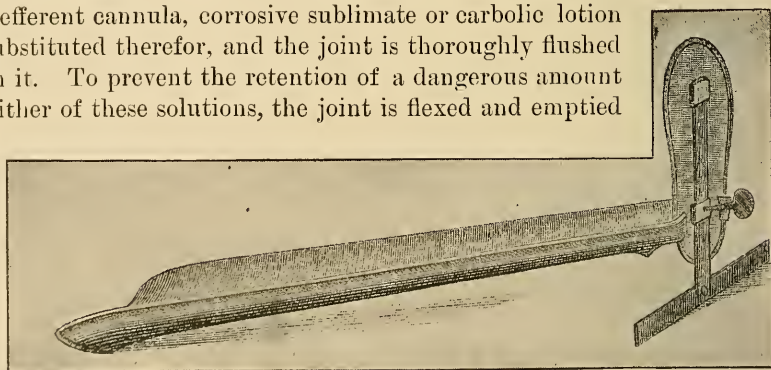 efferent cannula, corrosive sublimate or carbolic lotion
bstituted therefor, and the joint is thoroughly flushed
it. To prevent the retention of a dangerous amount
ither of these solutions, the joint is flexed and emptied